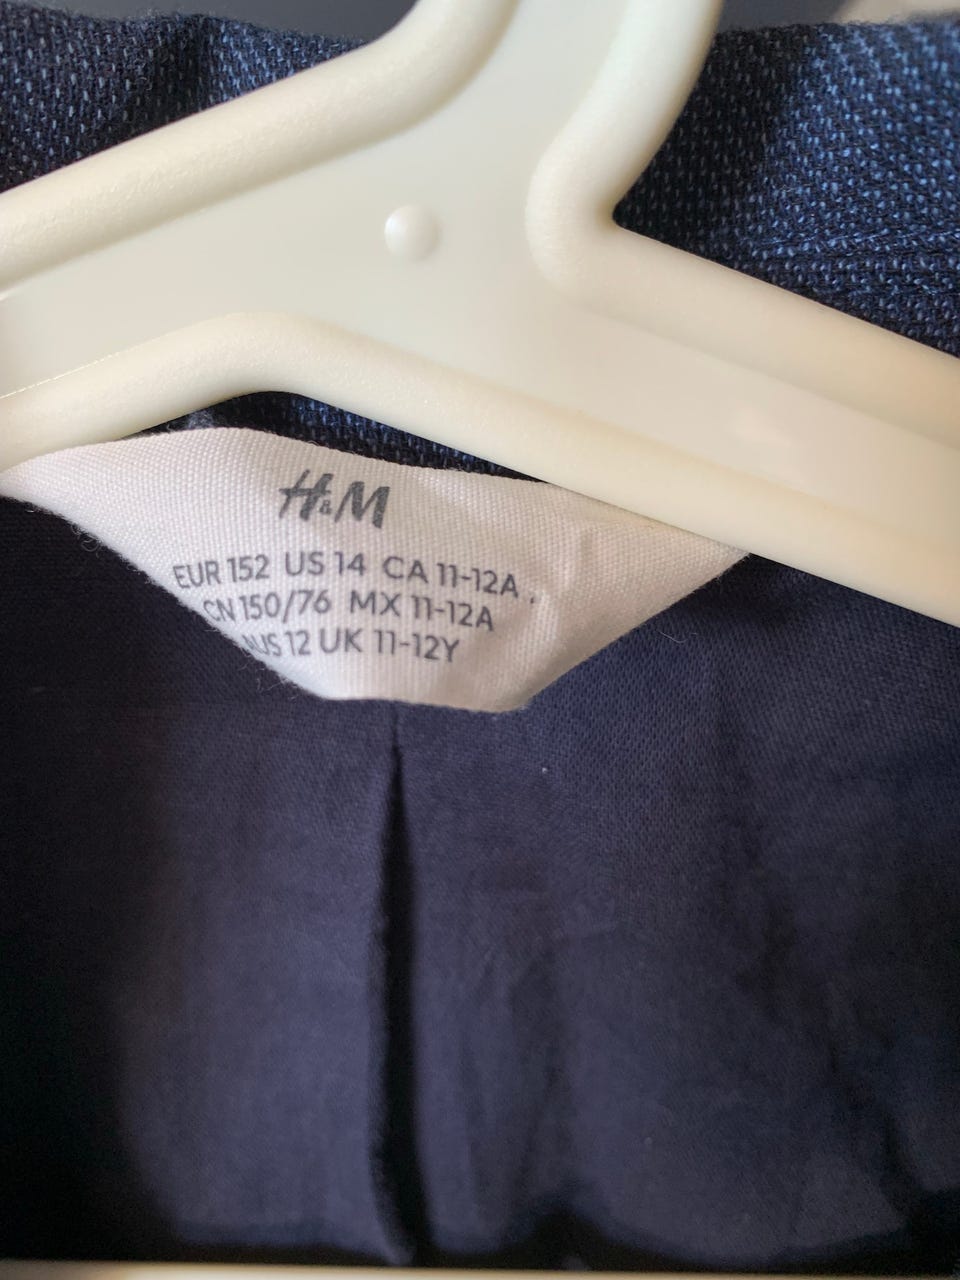 H&M
EUR 152 US 14 CA 11-12A
CN 150/76 MX 11-12A
AUS 12 UK 11-12Y